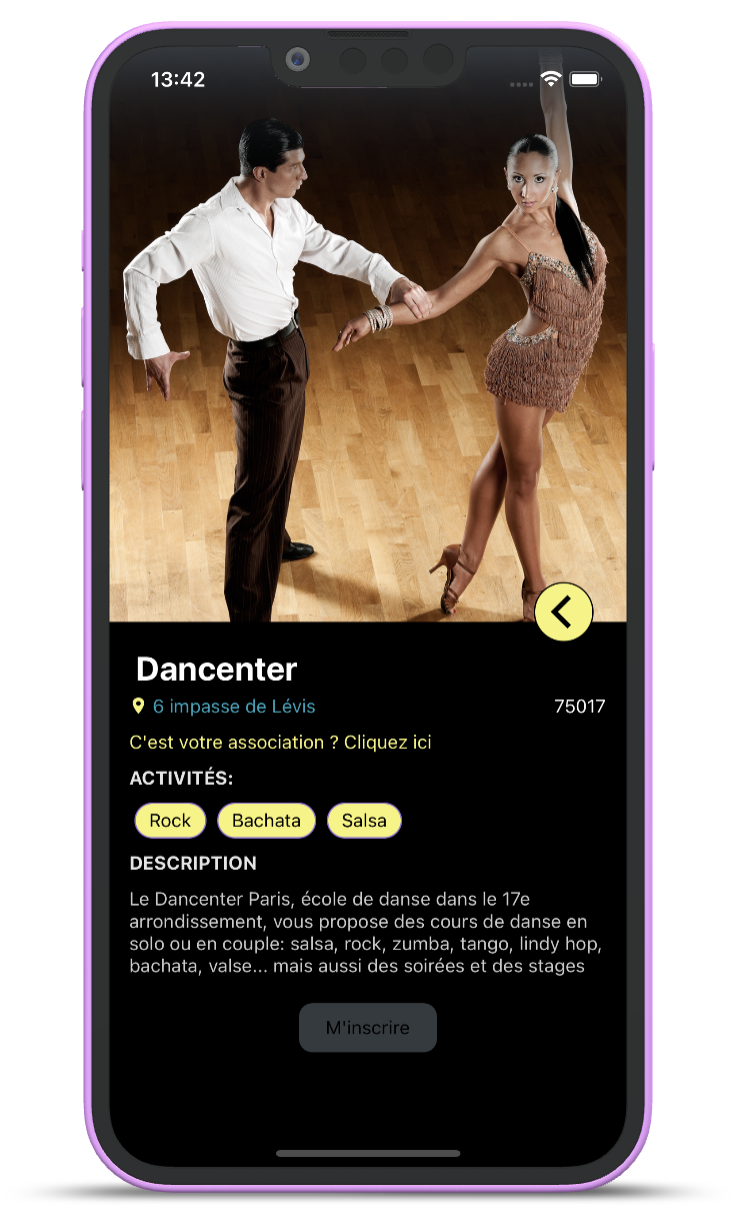 13:42
Dancenter
6 impasse de Lévis 75017
C'est votre association ? Cliquez ici
ACTIVITÉS:
Rock Bachata Salsa
DESCRIPTION
Le Dancenter Paris, école de danse dans le 17e
arrondissement, vous propose des cours de danse en
solo ou en couple: salsa, rock, zumba, tango, lindy hop,
bachata, valse... mais aussi des soirées et des stages
M'inscrire